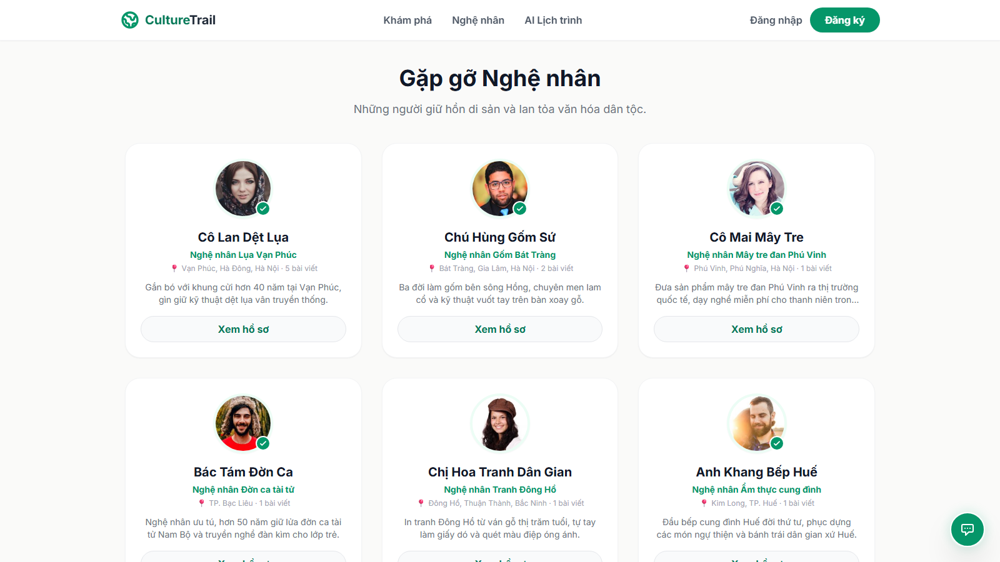 CultureTrail
Khám phá
Nghệ nhân
AI Lịch trình
Đăng nhập
Đăng ký
Gặp gỡ Nghệ nhân
Những người giữ hồn di sản và lan tỏa văn hóa dân tộc.
Cô Lan Dệt Lụa
Nghệ nhân Lụa Vạn Phúc
Vạn Phúc, Hà Đông, Hà Nội · 5 bài viết
Gắn bó với khung cửi hơn 40 năm tại Vạn Phúc,
gìn giữ kỹ thuật dệt lụa vân truyền thống.
Xem hồ sơ
Chú Hùng Gốm Sứ
Nghệ nhân Gốm Bát Tràng
Bát Tràng, Gia Lâm, Hà Nội · 2 bài viết
Ba đời làm gốm bên sông Hồng, chuyên men lam
cổ và kỹ thuật vuốt tay trên bàn xoay gỗ.
Xem hồ sơ
Cô Mai Mây Tre
Nghệ nhân Mây tre đan Phú Vinh
Phú Vinh, Phú Nghĩa, Hà Nội · 1 bài viết
Đưa sản phẩm mây tre đan Phú Vinh ra thị trường
quốc tế, dạy nghề miễn phí cho thanh niên tron...
Xem hồ sơ
Bác Tám Đờn Ca
Nghệ nhân Đờn ca tài tử
TP. Bạc Liêu · 1 bài viết
Nghệ nhân ưu tú, hơn 50 năm giữ lửa đờn ca tài
tử Nam Bộ và truyền nghề đàn kìm cho lớp trẻ.
Chị Hoa Tranh Dân Gian
Nghệ nhân Tranh Đông Hồ
Đông Hồ, Thuận Thành, Bắc Ninh · 1 bài viết
In tranh Đông Hồ từ ván gỗ thị trăm tuổi, tự tay
làm giấy dó và quét màu điệp óng ánh.
Anh Khang Bếp Huế
Nghệ nhân Ẩm thực cung đình
Kim Long, TP. Huế · 1 bài viết
Đầu bếp cung đình Huế đời thứ tư, phục dựng
các món ngự thiện và bánh trái dân gian xứ Huế.